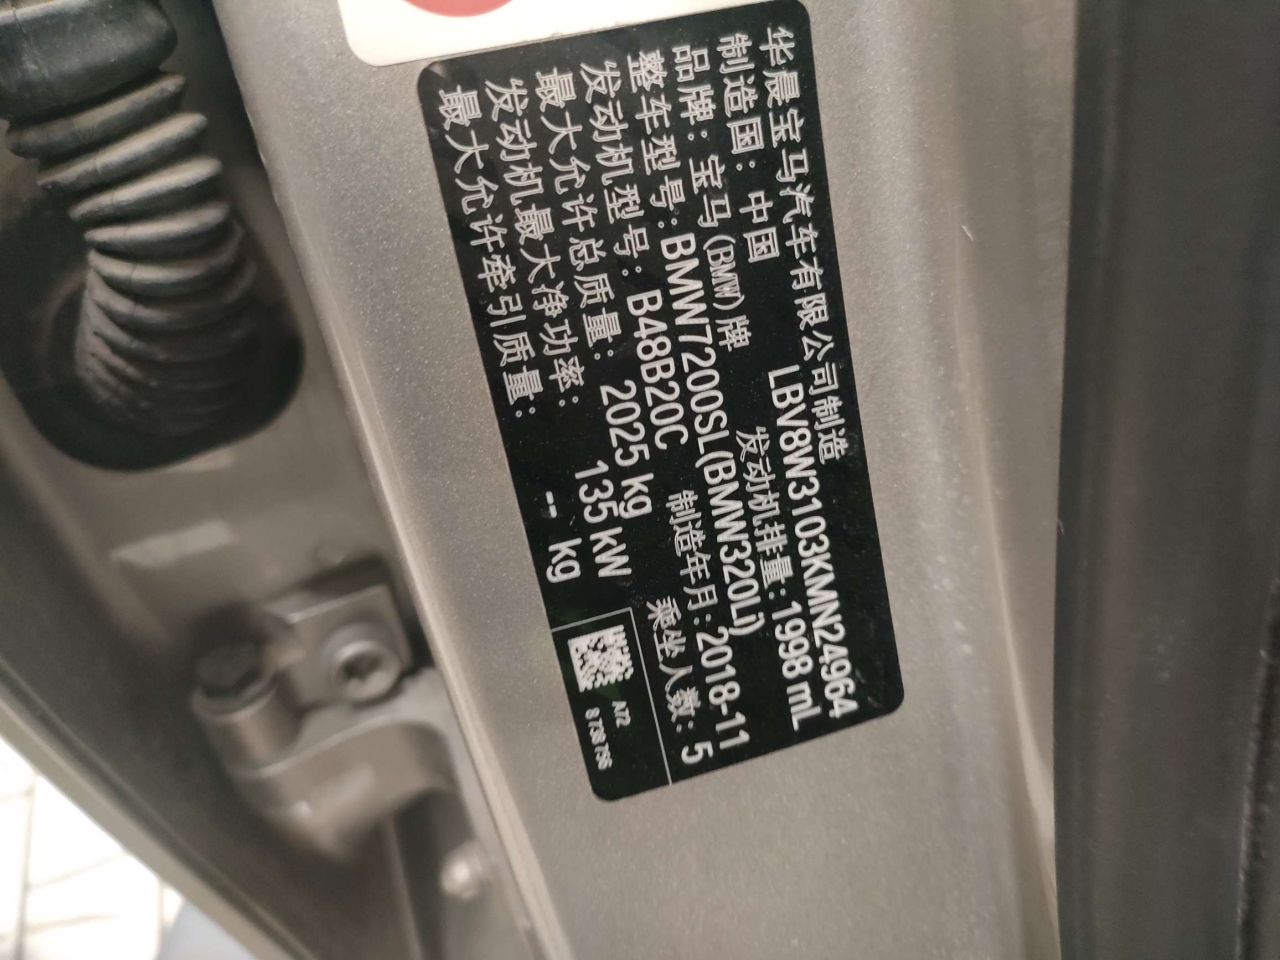 华晨宝马汽车有限公司制造
制造国: 中国 LBV8W3103KMN24964
品牌: 宝马(BMW)牌 发动机排量: 1998 mL
整车型号: BMW7200SL(BMW320Li)
发动机型号: B48B20C 制造年月: 2018-11
最大允许总质量: 2025 kg 乘坐人数: 5
发动机最大净功率: 135 kW
最大允许牵引质量: -- kg
A72